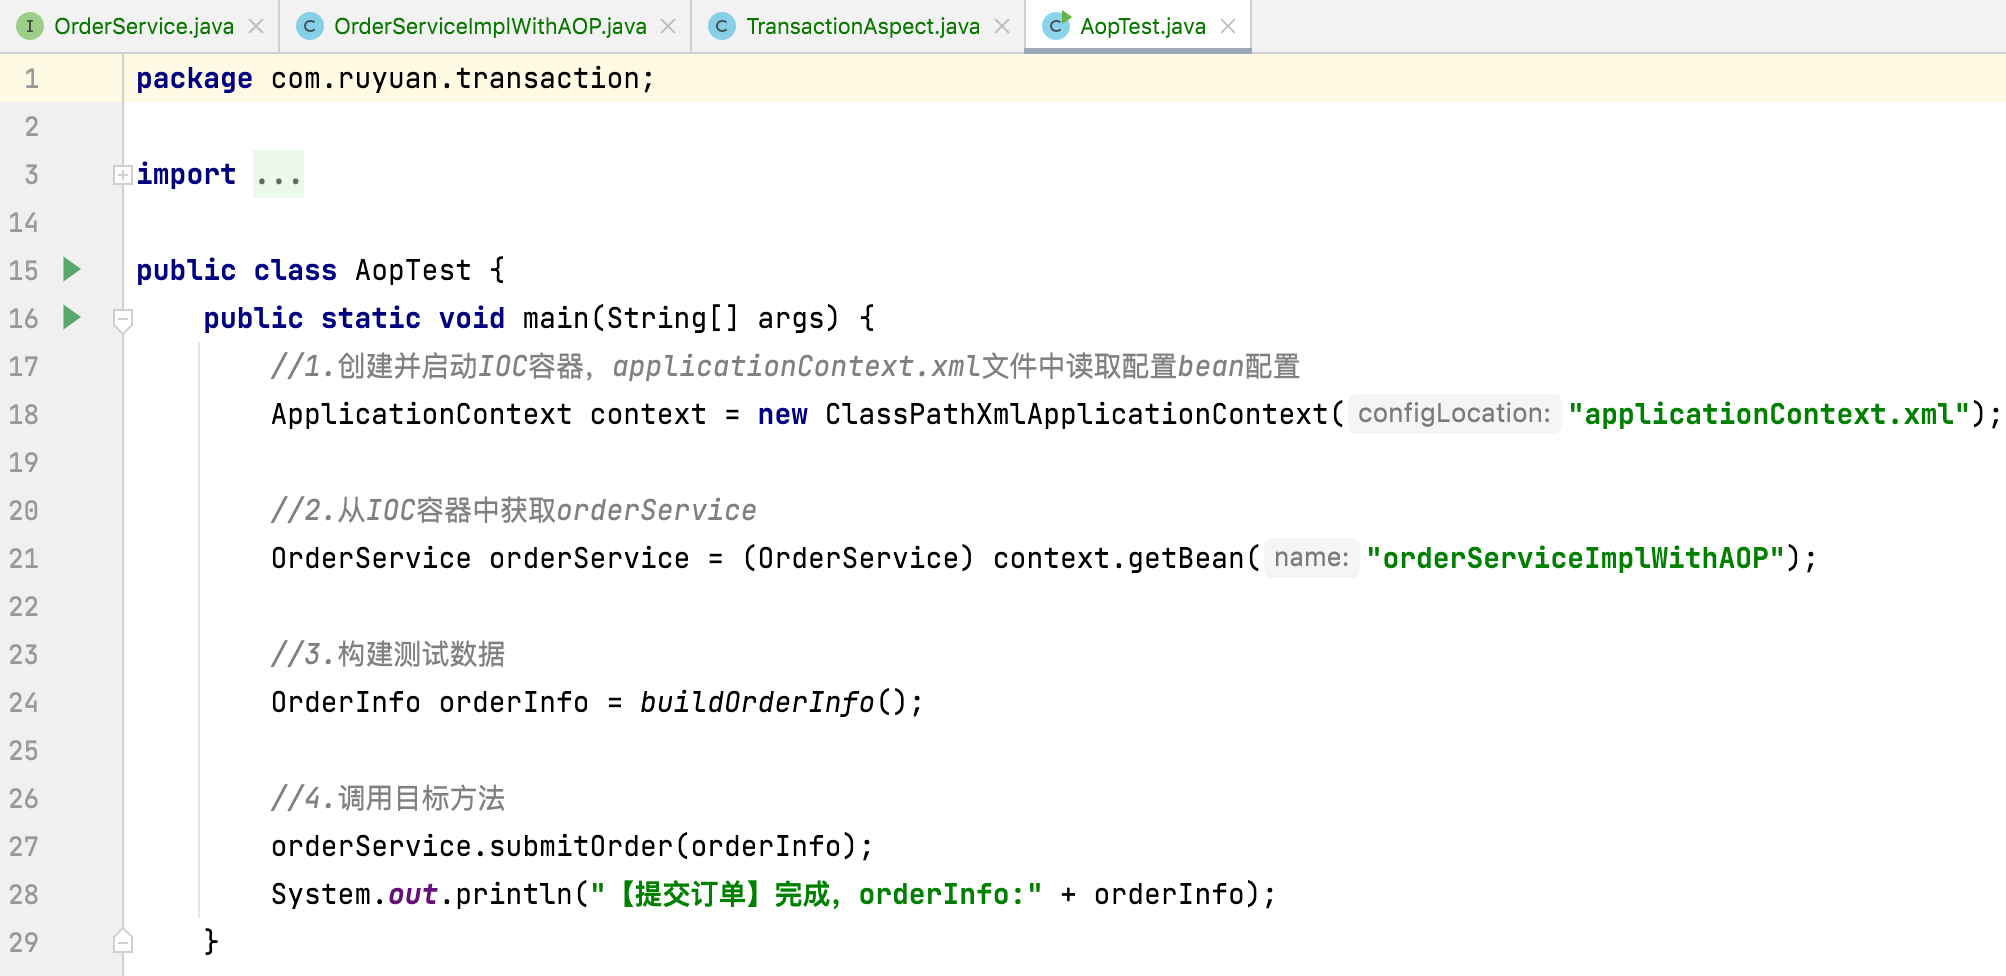 I OrderService.java C OrderServiceImplWithAOP.java C TransactionAspect.java C AopTest.java
1 package com.ruyuan.transaction;
2
3 import ...
14
15 public class AopTest {
16 public static void main(String[] args) {
17 //1.创建并启动IOC容器，applicationContext.xml文件中读取配置bean配置
18 ApplicationContext context = new ClassPathXmlApplicationContext( configLocation: "applicationContext.xml");
19
20 //2.从IOC容器中获取orderService
21 OrderService orderService = (OrderService) context.getBean( name: "orderServiceImplWithAOP");
22
23 //3.构建测试数据
24 OrderInfo orderInfo = buildOrderInfo();
25
26 //4.调用目标方法
27 orderService.submitOrder(orderInfo);
28 System.out.println("【提交订单】完成，orderInfo:" + orderInfo);
29 }